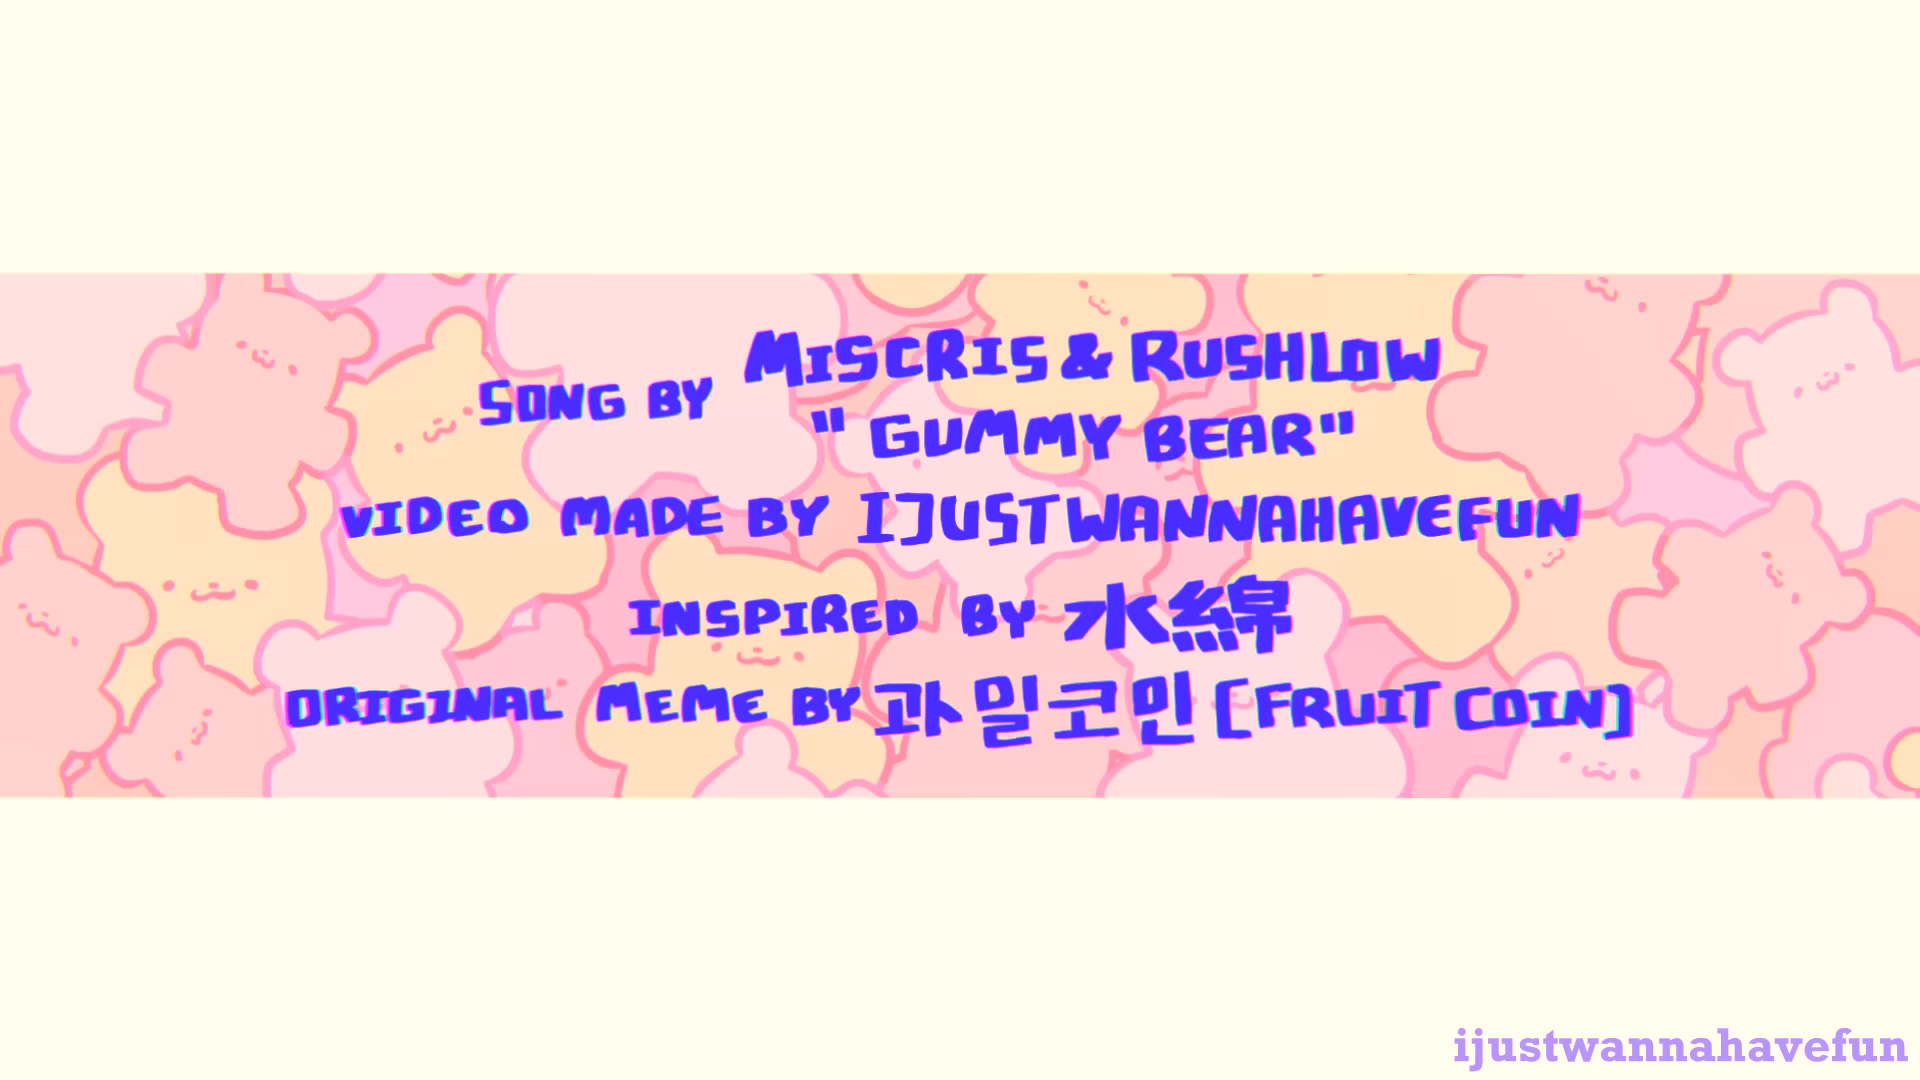 SONG BY MISCRIS & RUSHLOW
"GUMMY BEAR"
VIDEO MADE BY IJUSTWANNAHAVEFUN
INSPIRED BY 水綿
ORIGINAL MEME BY 과밀코인 [FRUIT COIN]
ijustwannahavefun